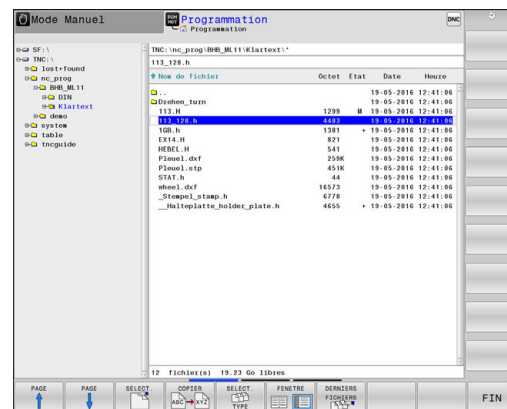 Mode Manuel
PGM MGT
Programmation
Programmation
DNC
SF:\
TNC:\
lost+found
nc_prog
BHB_ML11
DIN
Klartext
demo
system
table
tncguide
TNC:\nc_prog\BHB_ML11\Klartext\*
113_128.h
Nom de fichier Octet Etat Date Heure
.. 19-05-2016 12:41:06
Drehen_turn 19-05-2016 12:41:06
113.H 1299 M 19-05-2016 12:41:06
113_128.h 4483 19-05-2016 12:41:06
1GB.h 1381 + 19-05-2016 12:41:06
EX14.H 821 19-05-2016 12:41:06
HEBEL.H 541 19-05-2016 12:41:06
Pleuel.dxf 259K 19-05-2016 12:41:06
Pleuel.stp 451K 19-05-2016 12:41:06
STAT.h 44 19-05-2016 12:41:06
wheel.dxf 16573 19-05-2016 12:41:06
_Stempel_stamp.h 6778 19-05-2016 12:41:06
__Halteplatte_holder_plate.h 4655 + 19-05-2016 12:41:06
12 fichier(s) 19.23 Go libres
PAGE
PAGE
SELECT.
COPIER
ABC XYZ
SELECT.
TYPE
FENETRE
DERNIERS
FICHIERS
FIN